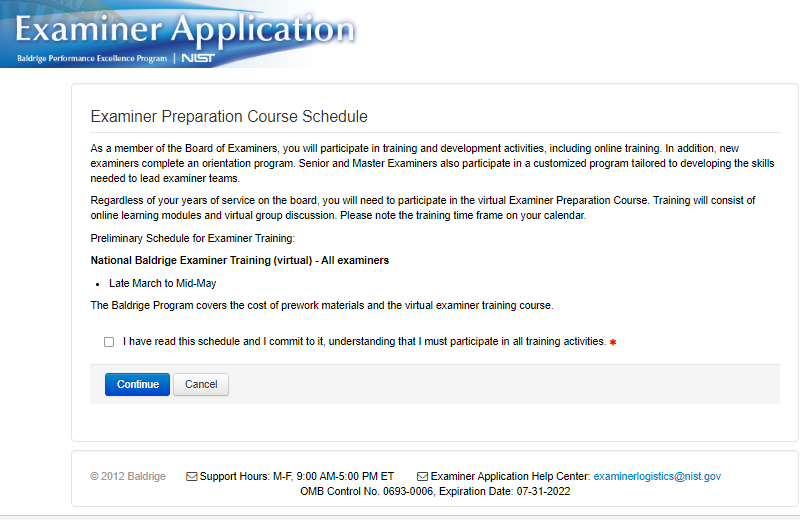 Examiner Application
Baldrige Performance Excellence Program | NIST
Examiner Preparation Course Schedule
As a member of the Board of Examiners, you will participate in training and development activities, including online training. In addition, new
examiners complete an orientation program. Senior and Master Examiners also participate in a customized program tailored to developing the skills
needed to lead examiner teams.
Regardless of your years of service on the board, you will need to participate in the virtual Examiner Preparation Course. Training will consist of
online learning modules and virtual group discussion. Please note the training time frame on your calendar.
Preliminary Schedule for Examiner Training:
National Baldrige Examiner Training (virtual) - All examiners
• Late March to Mid-May
The Baldrige Program covers the cost of prework materials and the virtual examiner training course.
I have read this schedule and I commit to it, understanding that I must participate in all training activities. *
Continue Cancel
© 2012 Baldrige Support Hours: M-F, 9:00 AM-5:00 PM ET Examiner Application Help Center: examinerlogistics@nist.gov
OMB Control No. 0693-0006, Expiration Date: 07-31-2022